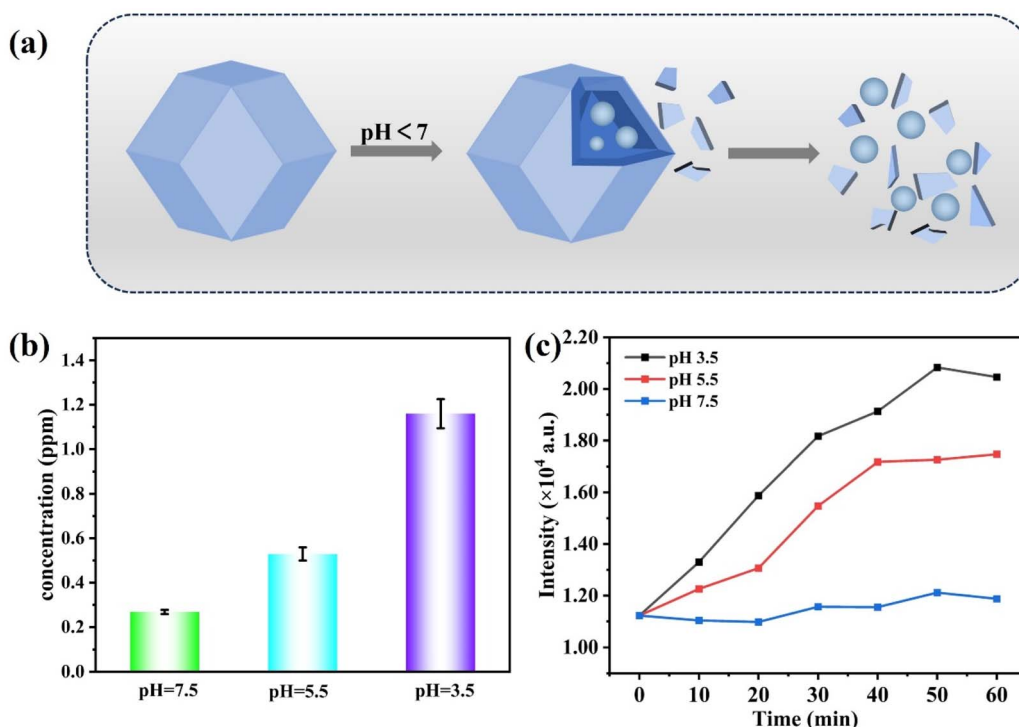 (a)
pH < 7
(b)
1.4
1.2
1.0
0.8
0.6
0.4
0.2
0.0
concentration (ppm)
pH=7.5
pH=5.5
pH=3.5
(c)
2.20
2.00
1.80
1.60
1.40
1.20
1.00
Intensity (×10⁴ a.u.)
pH 3.5
pH 5.5
pH 7.5
0 10 20 30 40 50 60
Time (min)